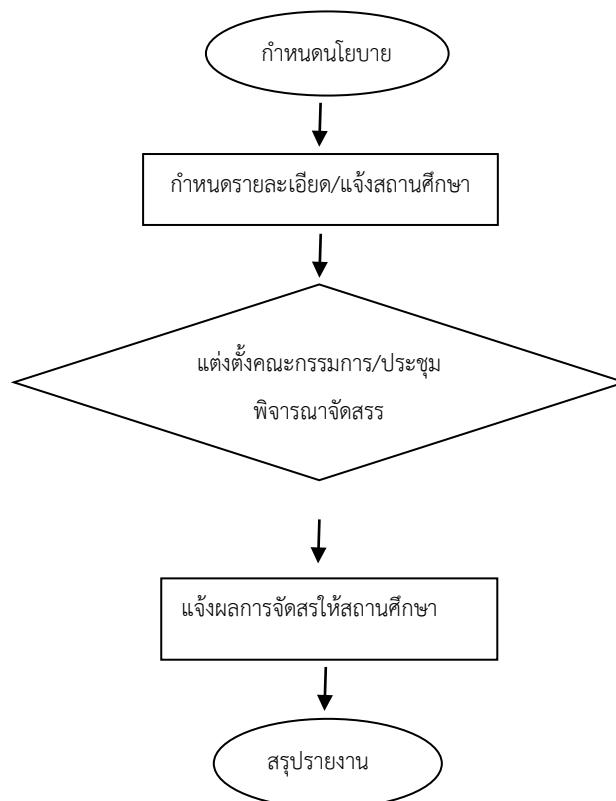 กำหนดนโยบาย
กำหนดรายละเอียด/แจ้งสถานศึกษา
แต่งตั้งคณะกรรมการ/ประชุม
พิจารณาจัดสรร
แจ้งผลการจัดสรให้สถานศึกษา
สรุปรายงาน